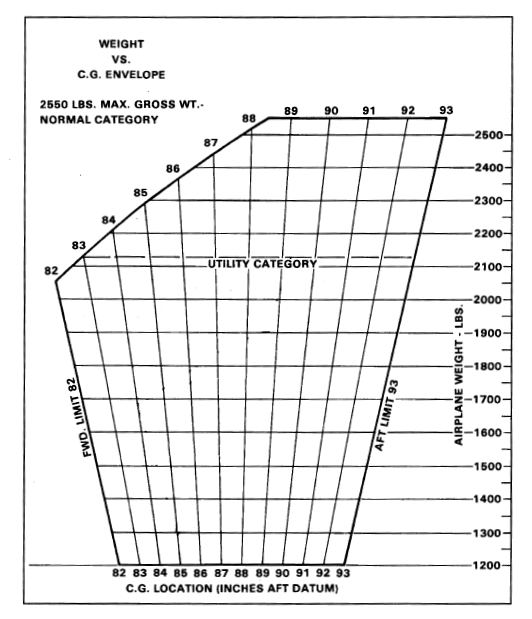 WEIGHT
VS.
C.G. ENVELOPE
2550 LBS. MAX. GROSS WT.-
NORMAL CATEGORY
82
83
84
85
86
87
88
89
90
91
92
93
2500
2400
2300
2200
UTILITY CATEGORY
2100
2000
1900
1800
1700
1600
1500
1400
1300
1200
AIRPLANE WEIGHT - LBS.
FWD. LIMIT 82
AFT LIMIT 93
82 83 84 85 86 87 88 89 90 91 92 93
C.G. LOCATION (INCHES AFT DATUM)